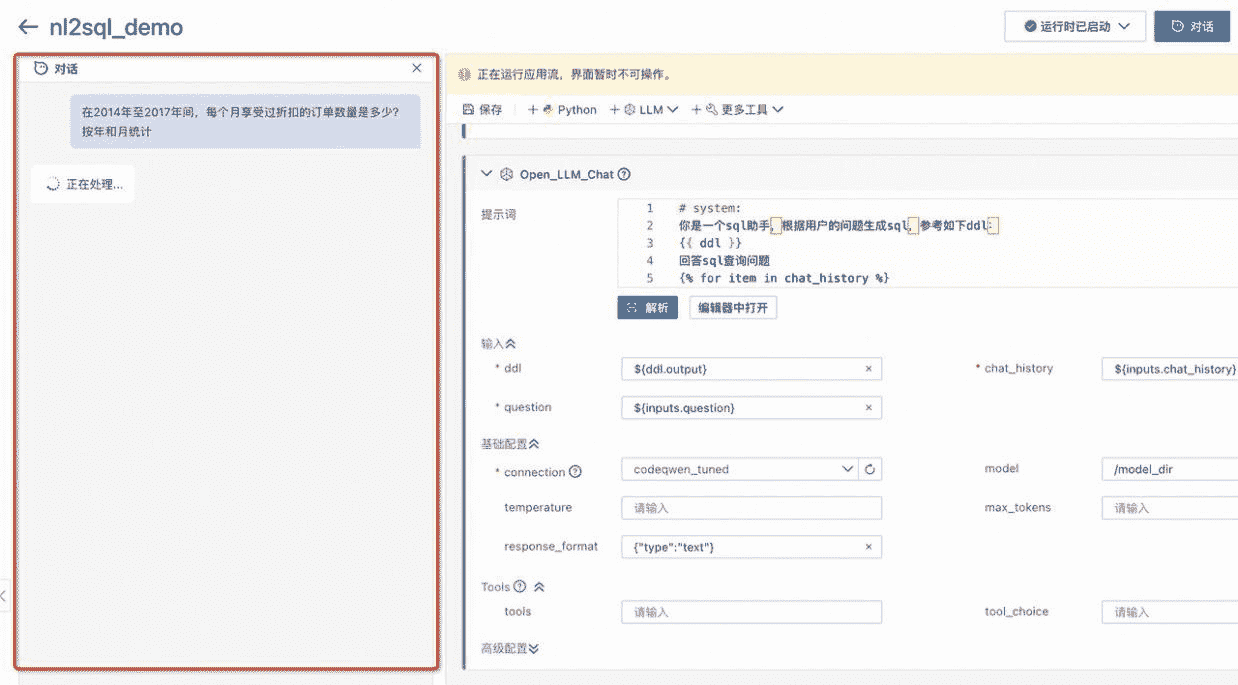 nl2sql_demo
运行时已启动
对话
对话
在2014年至2017年间，每个月享受过折扣的订单数量是多少？
按年和月统计
正在处理...
正在运行应用流，界面暂时不可操作。
保存
+ Python
+ LLM
+ 更多工具
Open_LLM_Chat
提示词
1 # system:
2 你是一个sql助手，根据用户的问题生成sql，参考如下ddl：
3 {{ ddl }}
4 回答sql查询问题
5 {% for item in chat_history %}
解析
编辑器中打开
输入
* ddl
${ddl.output}
* chat_history
${inputs.chat_history}
* question
${inputs.question}
基础配置
* connection
codeqwen_tuned
model
/model_dir
temperature
请输入
max_tokens
请输入
response_format
{"type":"text"}
Tools
tools
请输入
tool_choice
请输入
高级配置